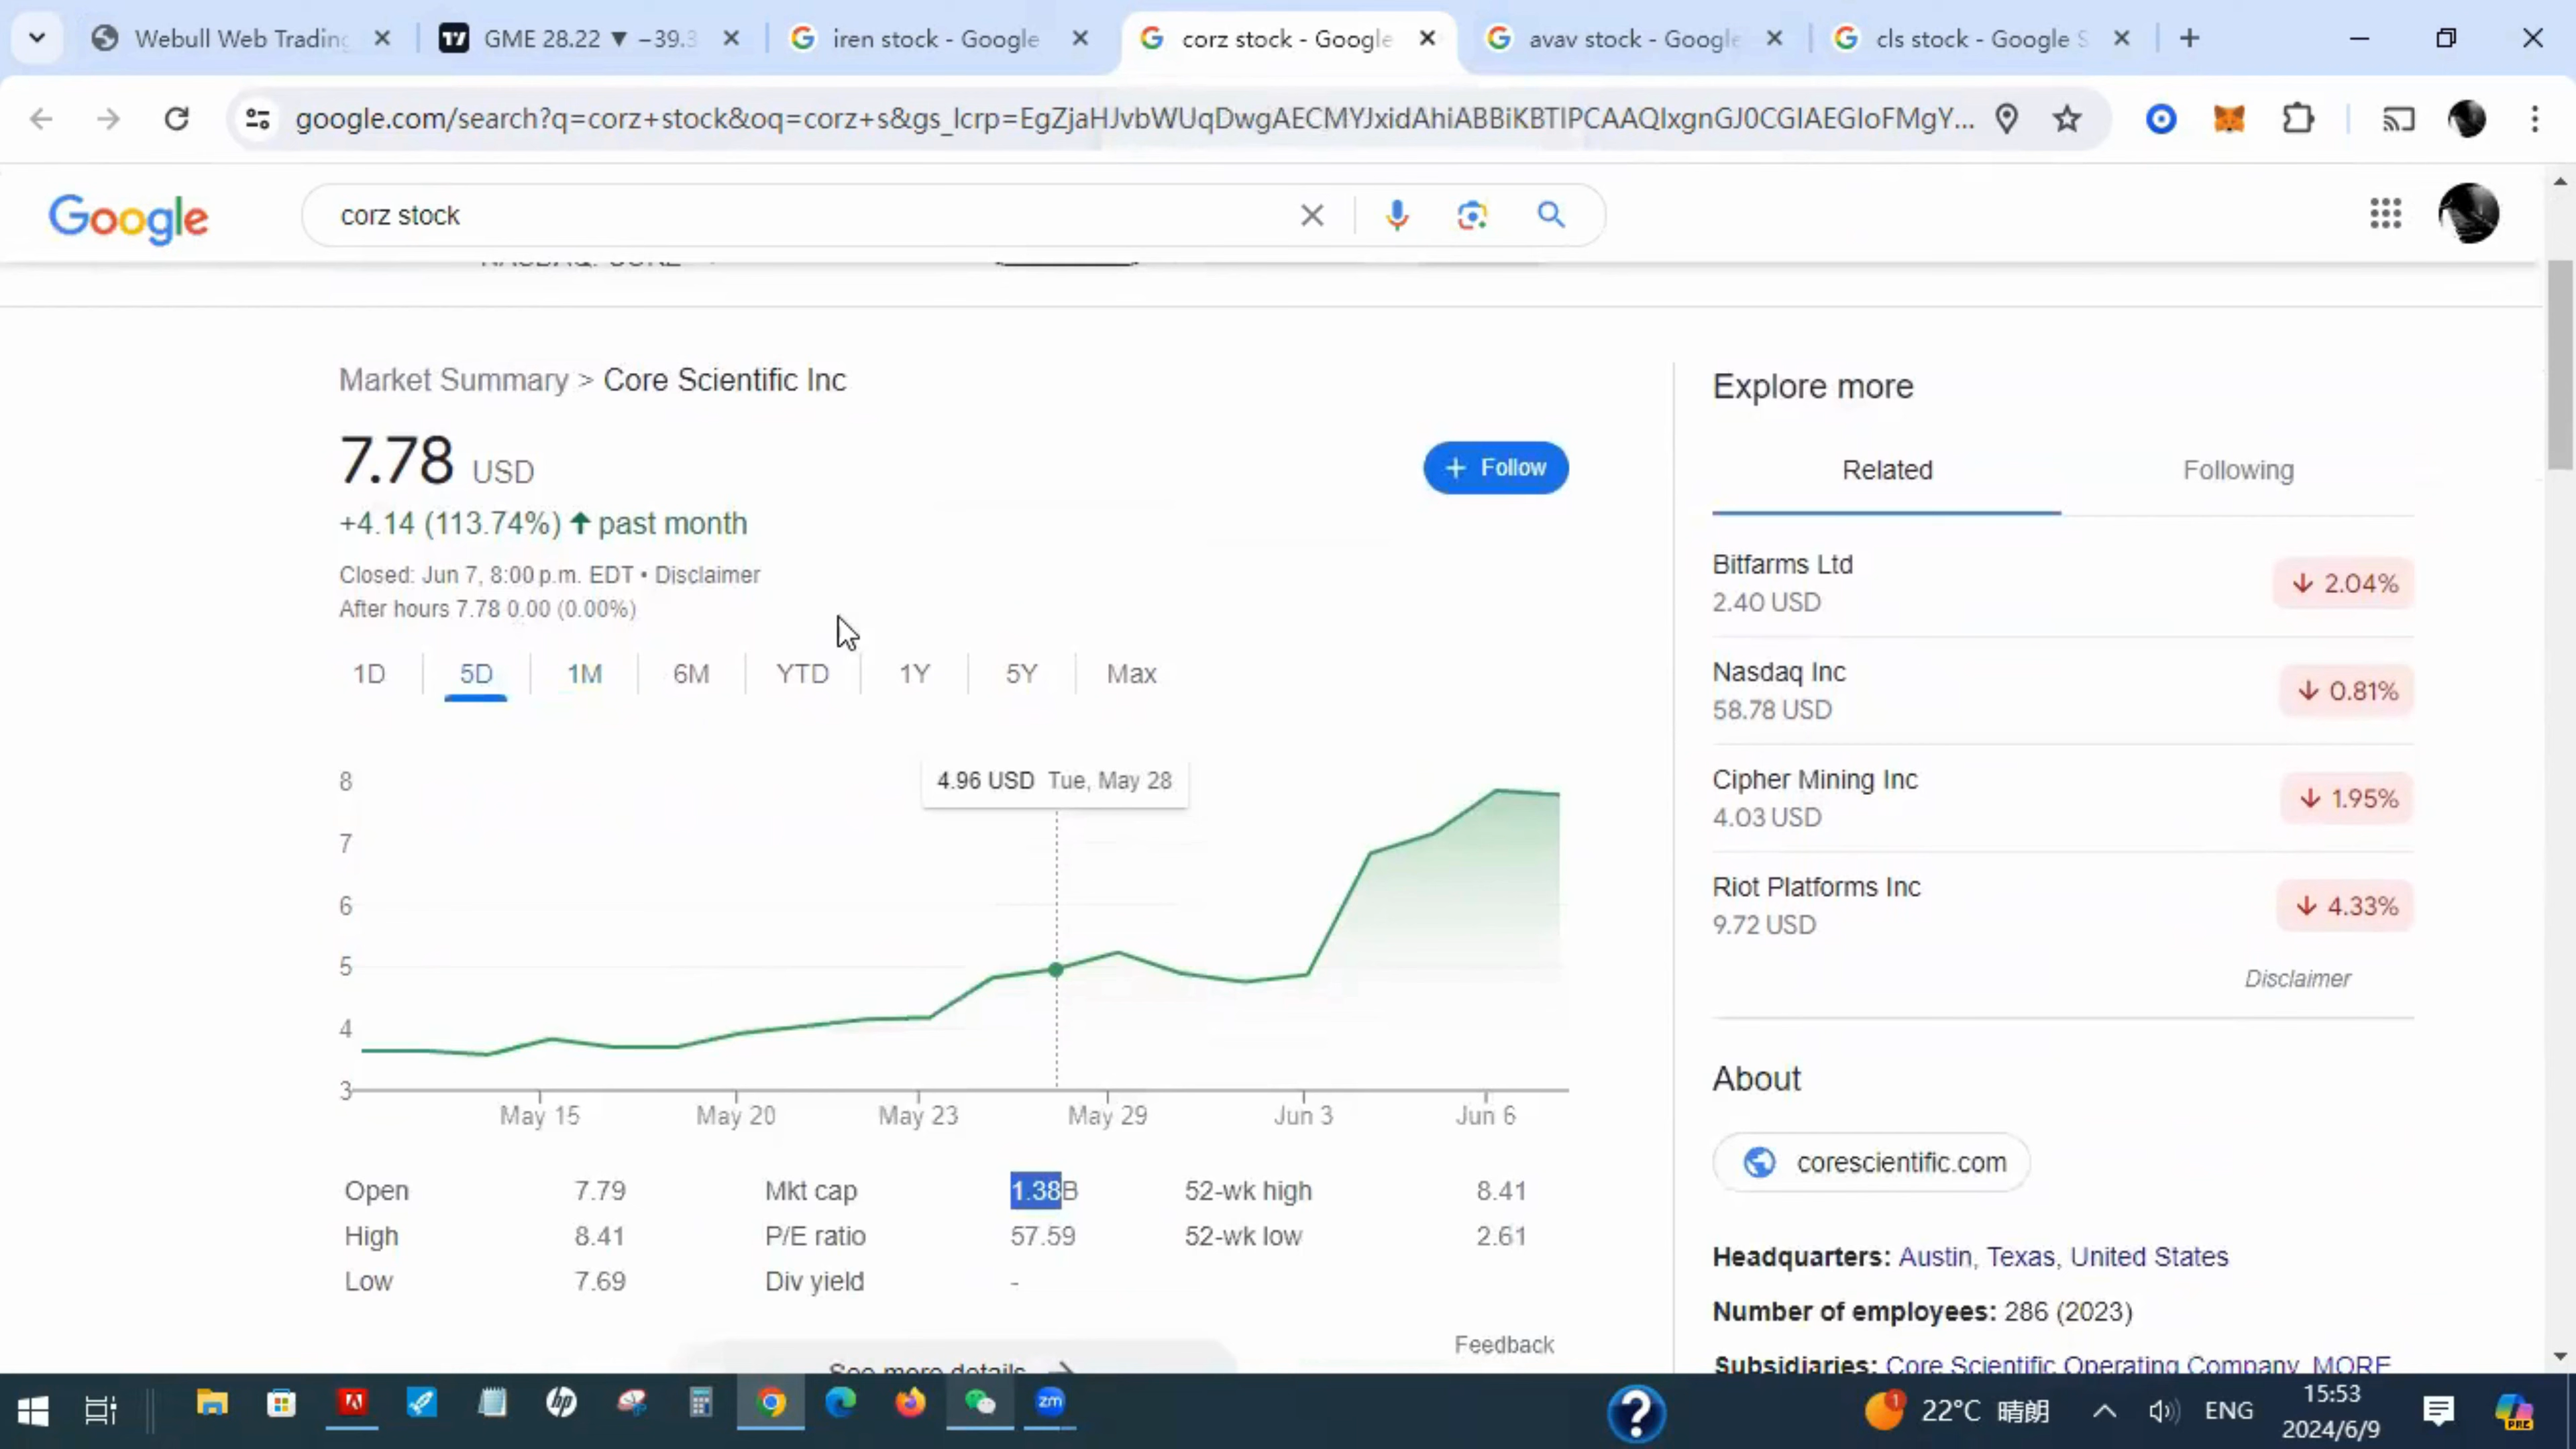 Webull Web Trading
GME 28.22 ▼ −39.3
iren stock - Google
corz stock - Google
avav stock - Google
cls stock - Google S
google.com/search?q=corz+stock&oq=corz+s&gs_lcrp=EgZjaHJvbWUqDwgAECMYJxidAhiABBiKBTIPCAAQIxgnGJ0CGIAEGIoFMgY...
Google
corz stock
Market Summary > Core Scientific Inc
7.78 USD
+ Follow
+4.14 (113.74%) ↑ past month
Closed: Jun 7, 8:00 p.m. EDT • Disclaimer
After hours 7.78 0.00 (0.00%)
1D 5D 1M 6M YTD 1Y 5Y Max
4.96 USD Tue, May 28
8
7
6
5
4
3
May 15 May 20 May 23 May 29 Jun 3 Jun 6
Open 7.79 Mkt cap 1.38B 52-wk high 8.41
High 8.41 P/E ratio 57.59 52-wk low 2.61
Low 7.69 Div yield -
See more details →
Feedback
Explore more
Related Following
Bitfarms Ltd
2.40 USD
↓ 2.04%
Nasdaq Inc
58.78 USD
↓ 0.81%
Cipher Mining Inc
4.03 USD
↓ 1.95%
Riot Platforms Inc
9.72 USD
↓ 4.33%
Disclaimer
About
corescientific.com
Headquarters: Austin, Texas, United States
Number of employees: 286 (2023)
Subsidiaries: Core Scientific Operating Company, MORE
hp
zm
1
22°C 晴朗
ENG
15:53
2024/6/9
PRE